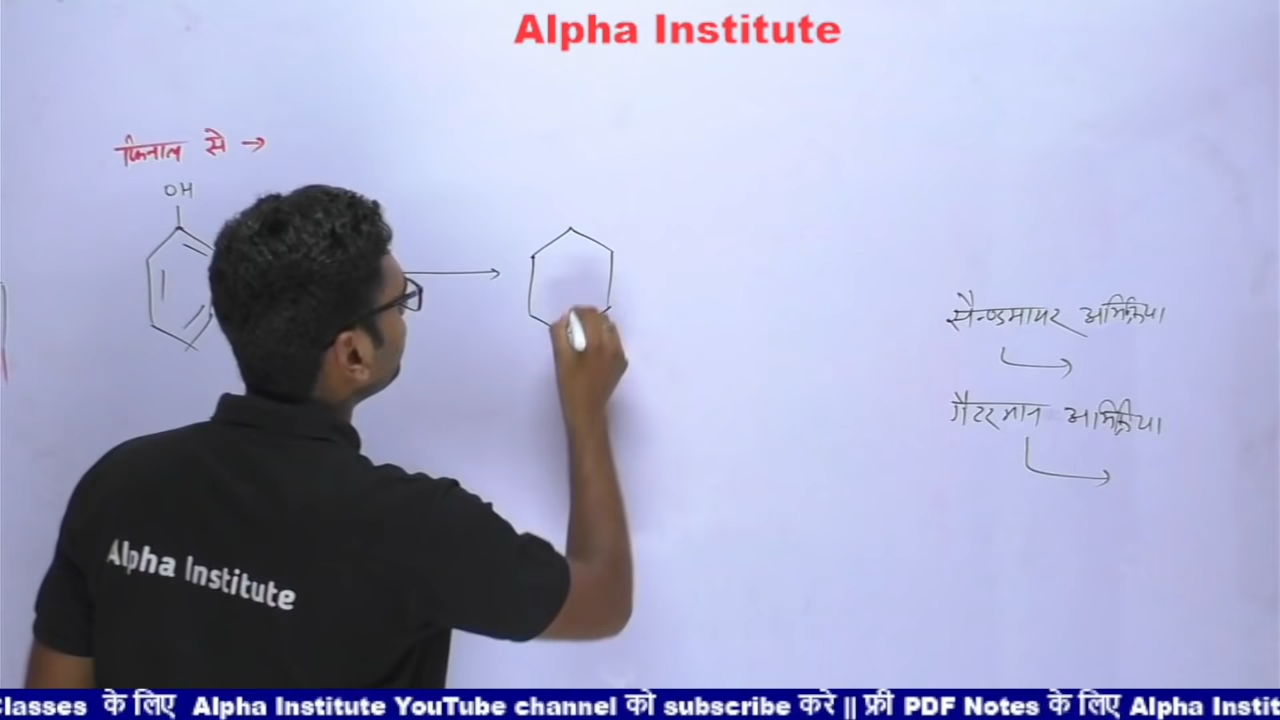 Alpha Institute
फिनाल से →
OH
सैन्डमायर अभिक्रिया
गैटरमान अभिक्रिया
Alpha Institute
Classes के लिए Alpha Institute YouTube channel को subscribe करे || फ्री PDF Notes के लिए Alpha Instit